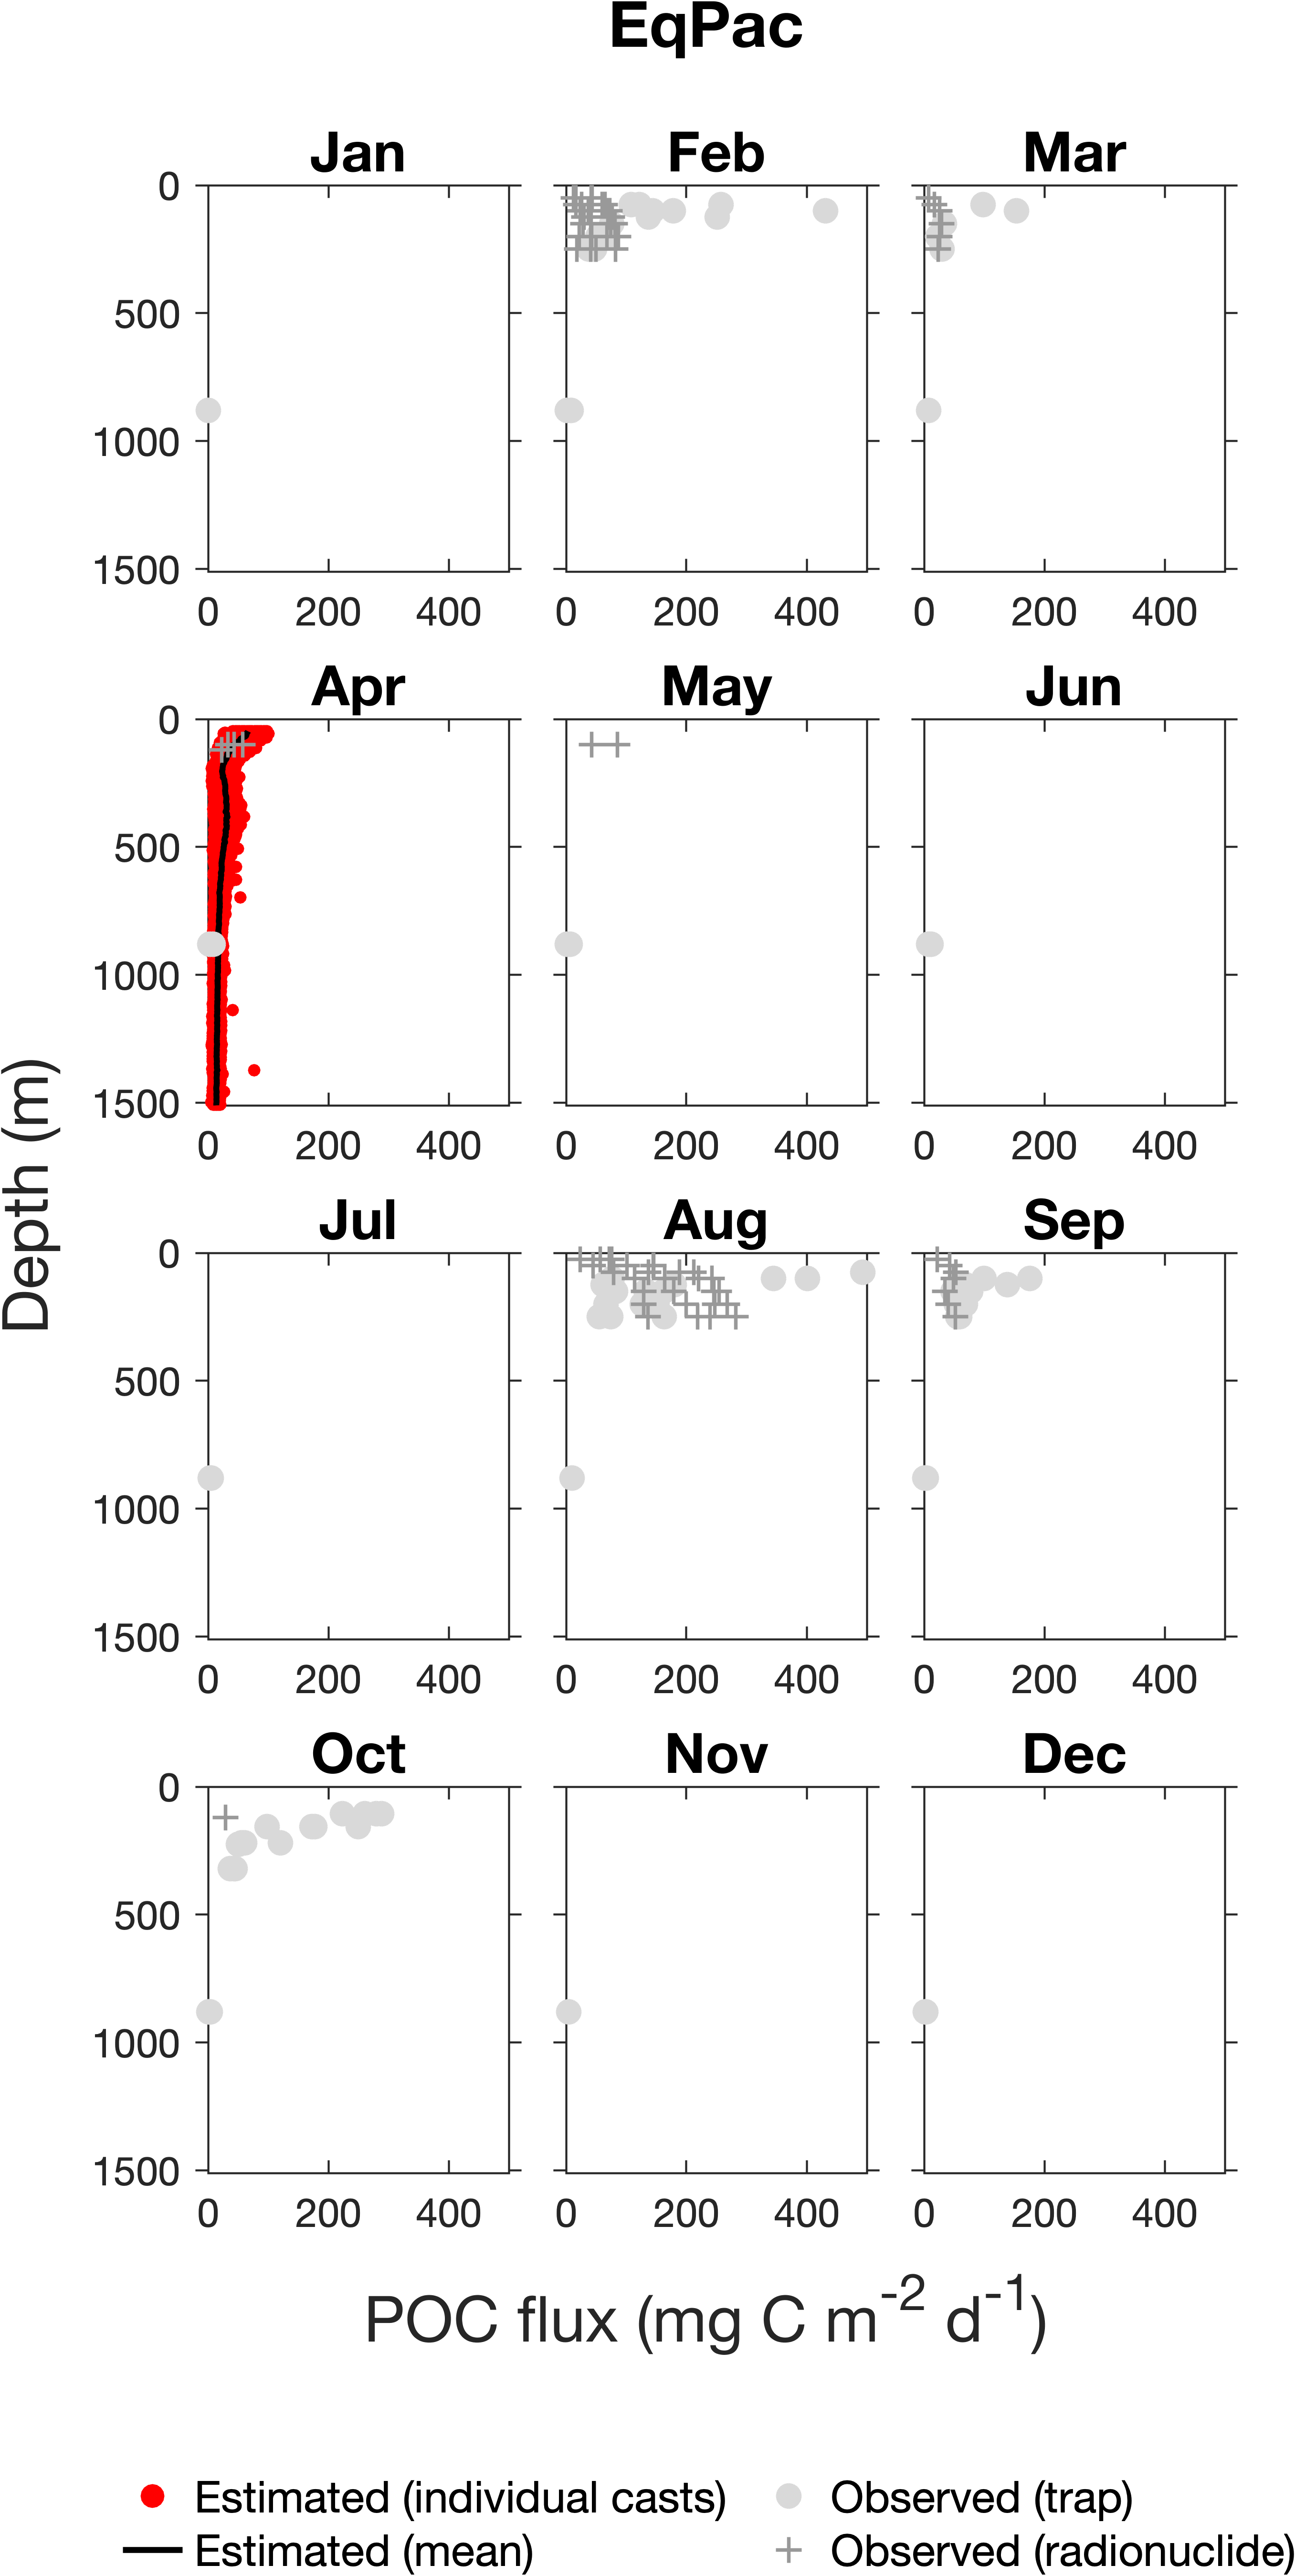 EqPac
Jan Feb Mar
0
500
1000
1500
0 200 400 0 200 400 0 200 400
Apr May Jun
0
500
1000
1500
0 200 400 0 200 400 0 200 400
Depth (m)
Jul Aug Sep
0
500
1000
1500
0 200 400 0 200 400 0 200 400
Oct Nov Dec
0
500
1000
1500
0 200 400 0 200 400 0 200 400
POC flux (mg C m-2 d-1)
Estimated (individual casts) Observed (trap)
Estimated (mean) Observed (radionuclide)